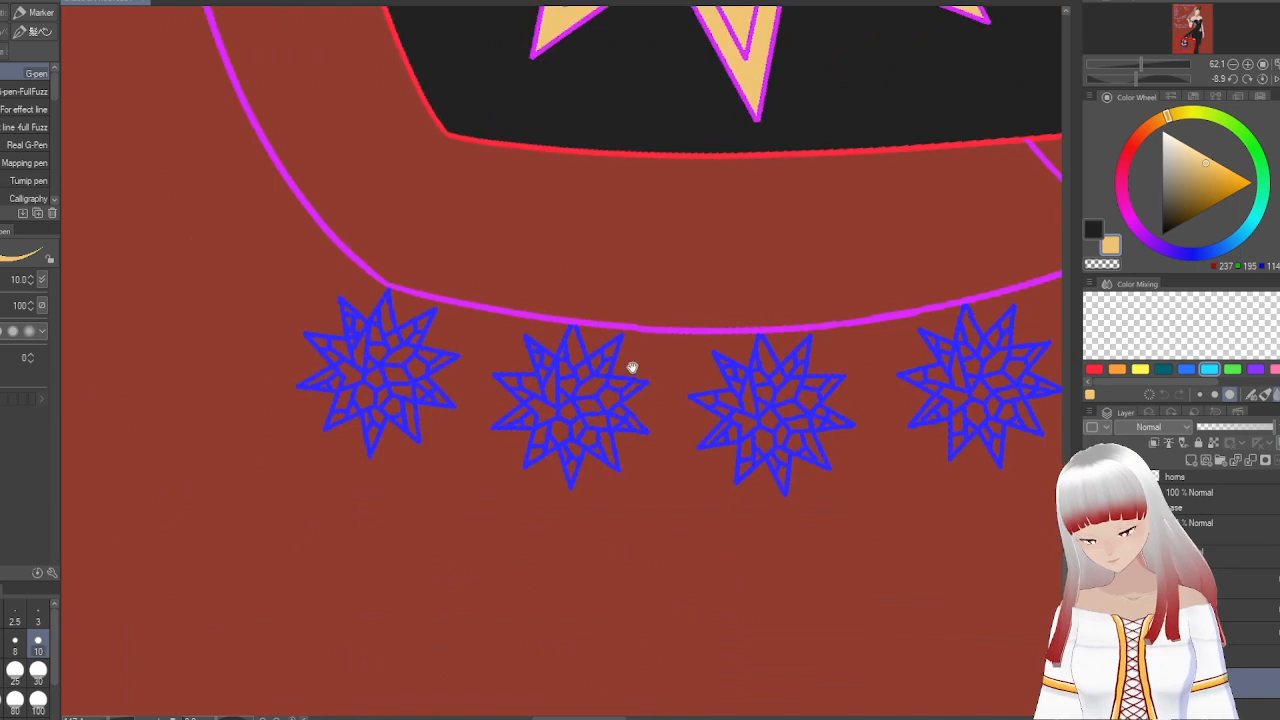 Marker
G-pen
G-pen-FullFuzz
For effect line
line -full Fuzz
Real G-Pen
Mapping pen
Turnip pen
Calligraphy
pen
10.0
100
0
2.5 3
8 10
25 30
80 100
62.1
-8.9
Color Wheel
237 195 114
Color Mixing
Layer
Normal
horns
100 % Normal